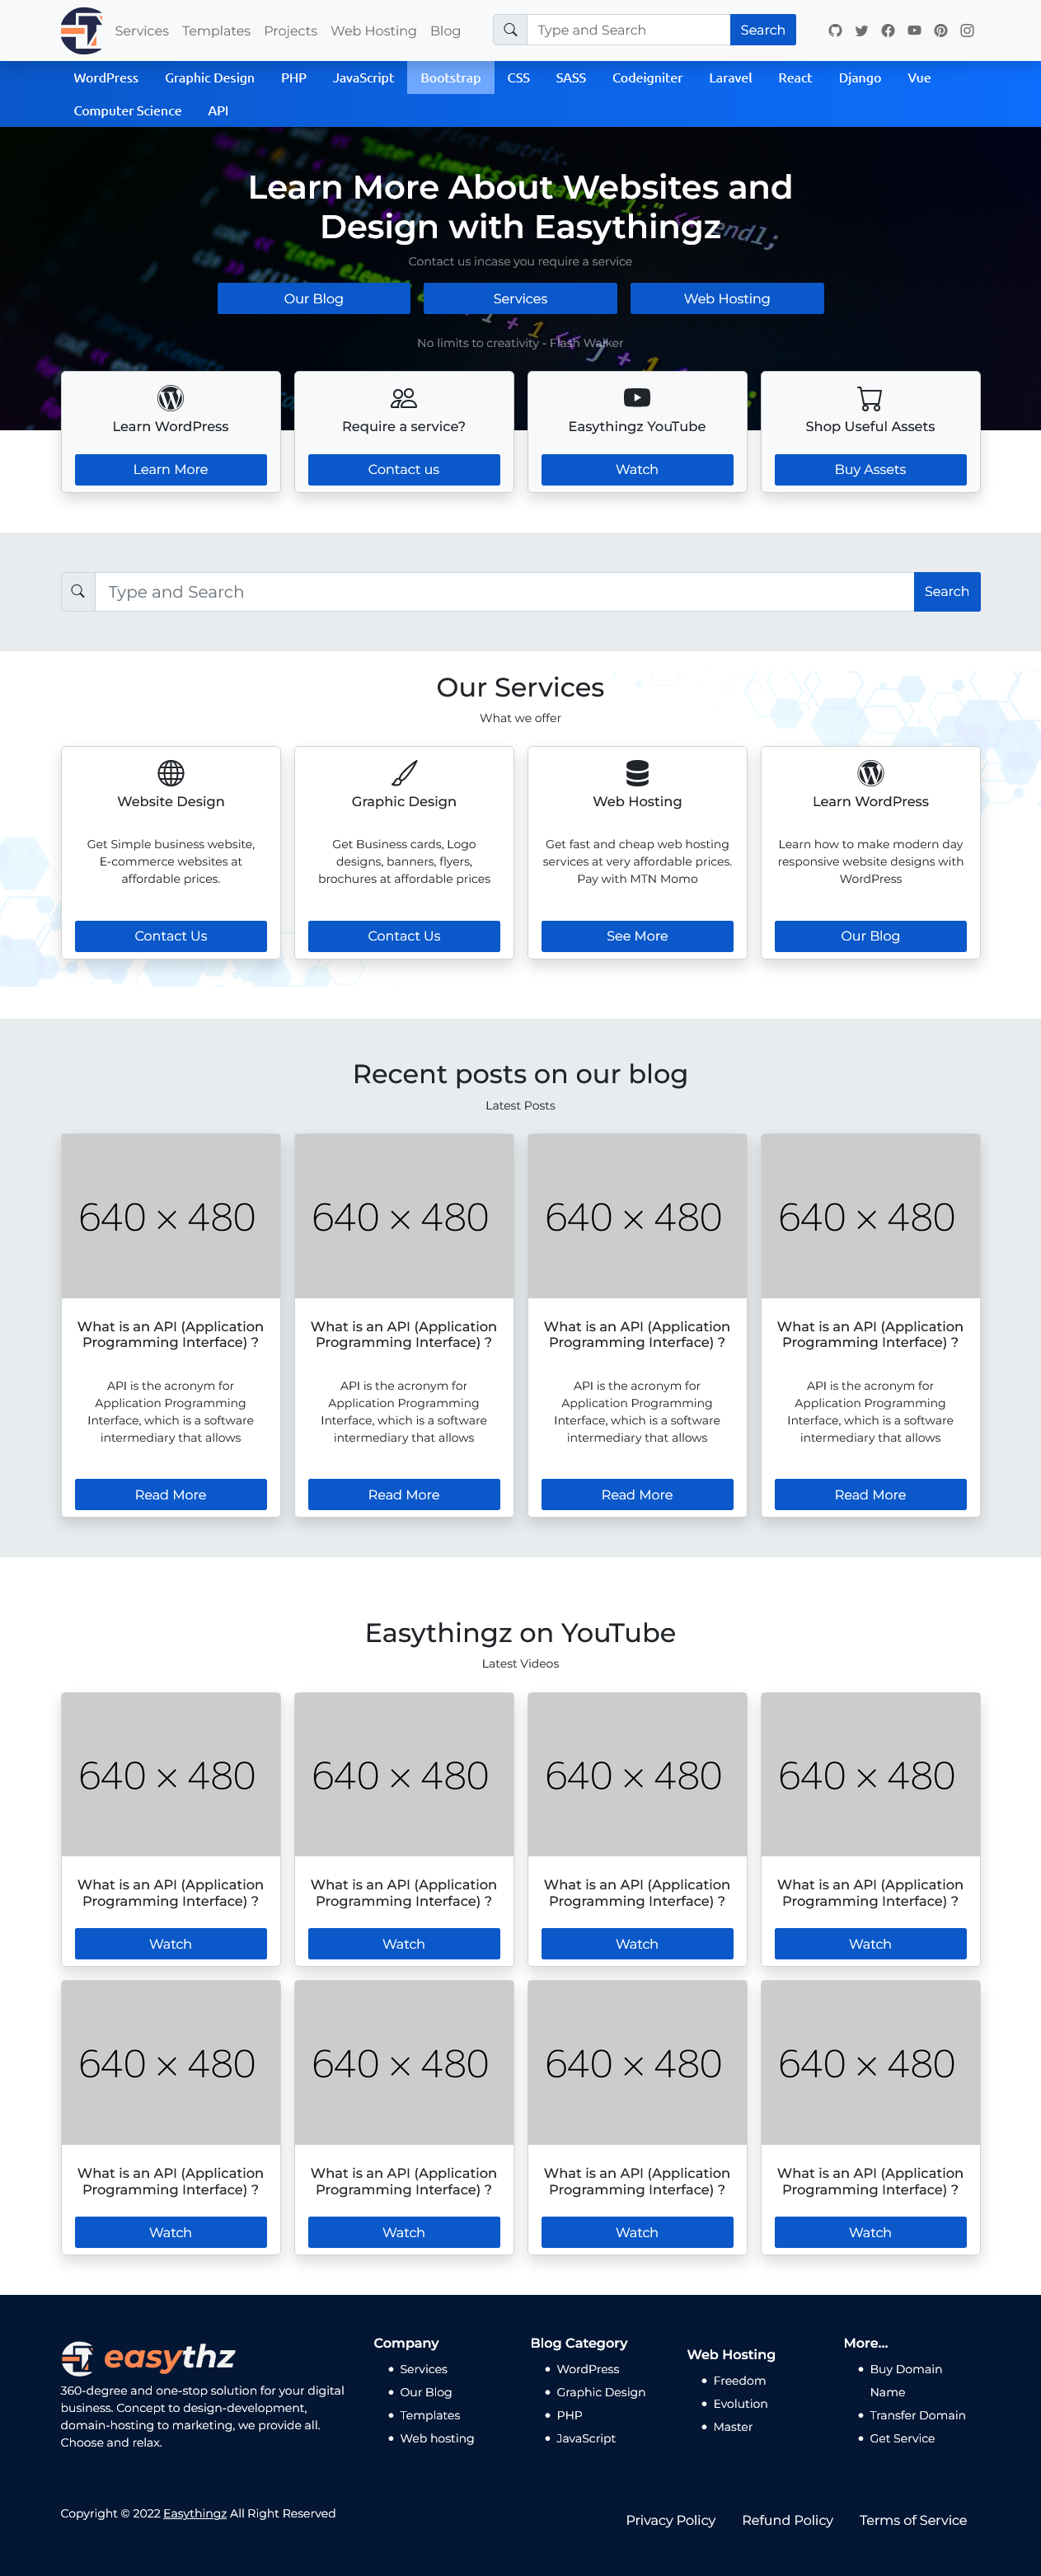 Services Templates Projects Web Hosting Blog Type and Search Search
WordPress Graphic Design PHP JavaScript Bootstrap CSS SASS Codeigniter Laravel React Django Vue
Computer Science API
Learn More About Websites and
Design with Easythingz
Contact us incase you require a service
Our Blog Services Web Hosting
No limits to creativity - Flash Walker
Learn WordPress Require a service? Easythingz YouTube Shop Useful Assets
Learn More Contact us Watch Buy Assets
Type and Search Search
Our Services
What we offer
Website Design Graphic Design Web Hosting Learn WordPress
Get Simple business website, Get Business cards, Logo Get fast and cheap web hosting Learn how to make modern day
E-commerce websites at designs, banners, flyers, services at very affordable prices. responsive website designs with
affordable prices. brochures at affordable prices Pay with MTN Momo WordPress
Contact Us Contact Us See More Our Blog
Recent posts on our blog
Latest Posts
640 × 480 640 × 480 640 × 480 640 × 480
What is an API (Application What is an API (Application What is an API (Application What is an API (Application
Programming Interface) ? Programming Interface) ? Programming Interface) ? Programming Interface) ?
API is the acronym for API is the acronym for API is the acronym for API is the acronym for
Application Programming Application Programming Application Programming Application Programming
Interface, which is a software Interface, which is a software Interface, which is a software Interface, which is a software
intermediary that allows intermediary that allows intermediary that allows intermediary that allows
Read More Read More Read More Read More
Easythingz on YouTube
Latest Videos
640 × 480 640 × 480 640 × 480 640 × 480
What is an API (Application What is an API (Application What is an API (Application What is an API (Application
Programming Interface) ? Programming Interface) ? Programming Interface) ? Programming Interface) ?
Watch Watch Watch Watch
640 × 480 640 × 480 640 × 480 640 × 480
What is an API (Application What is an API (Application What is an API (Application What is an API (Application
Programming Interface) ? Programming Interface) ? Programming Interface) ? Programming Interface) ?
Watch Watch Watch Watch
easythz
360-degree and one-stop solution for your digital
business. Concept to design-development,
domain-hosting to marketing, we provide all.
Choose and relax.
Company
Services
Our Blog
Templates
Web hosting
Blog Category
WordPress
Graphic Design
PHP
JavaScript
Web Hosting
Freedom
Evolution
Master
More...
Buy Domain
Name
Transfer Domain
Get Service
Copyright © 2022 Easythingz All Right Reserved
Privacy Policy Refund Policy Terms of Service